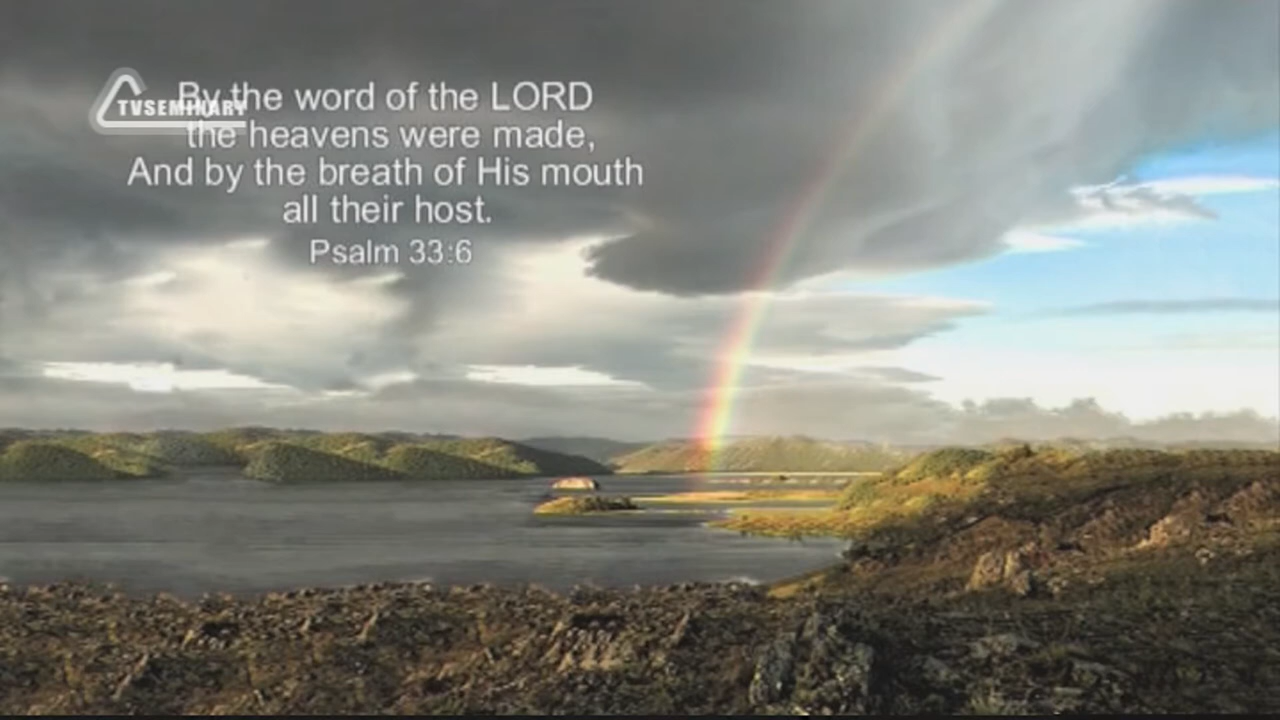 TVSEMINARY
By the word of the LORD
the heavens were made,
And by the breath of His mouth
all their host.
Psalm 33:6